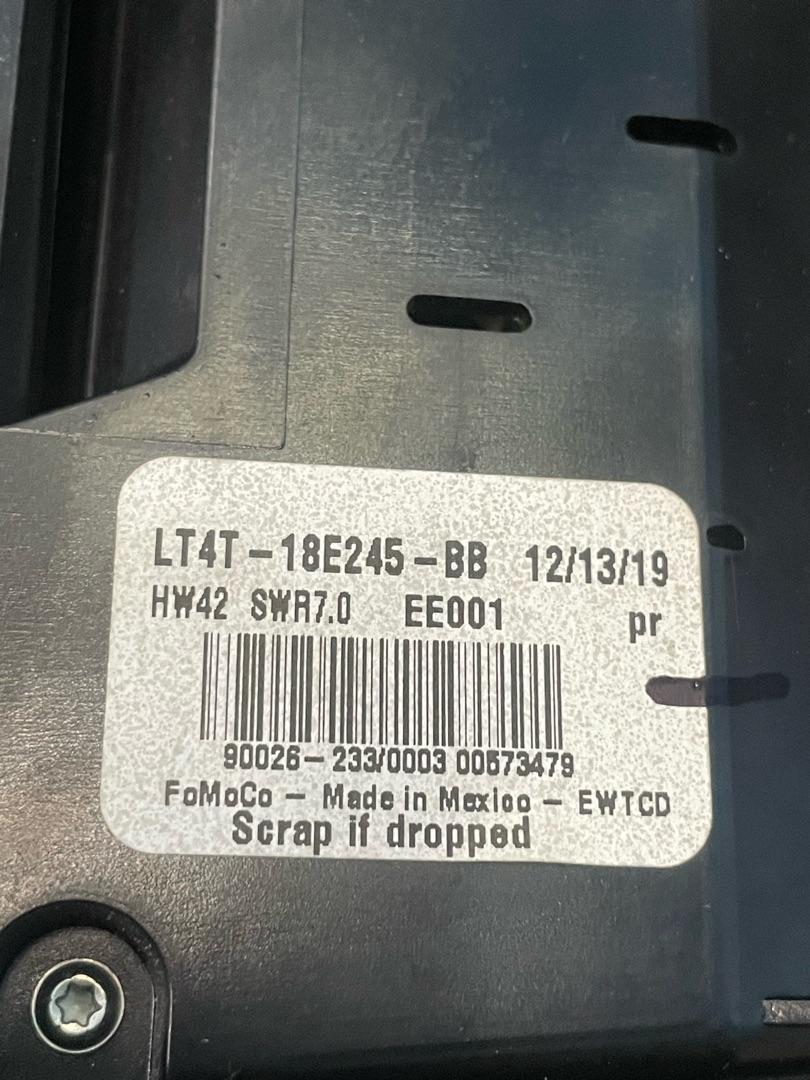 LT4T-18E245-BB 12/13/19
HW42 SWR7.0 EE001 pr
90026-233/0003 00573479
FoMoCo - Made in Mexico - EWTCD
Scrap if dropped